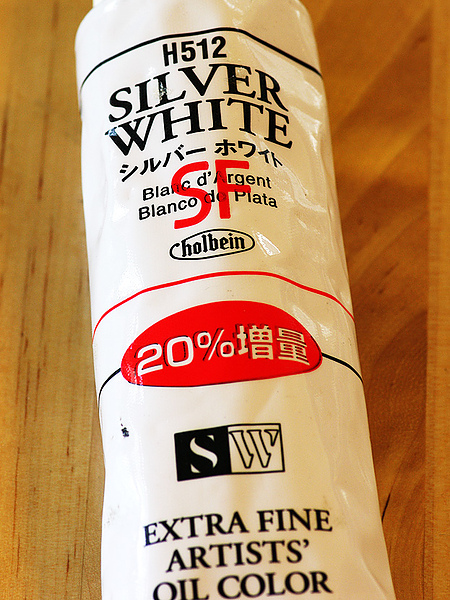 H512
SILVER
WHITE
シルバー ホワイト
SF
Blanc d'Argent
Blanco de Plata
holbein
20%増量
SW
EXTRA FINE
ARTISTS'
OIL COLOR